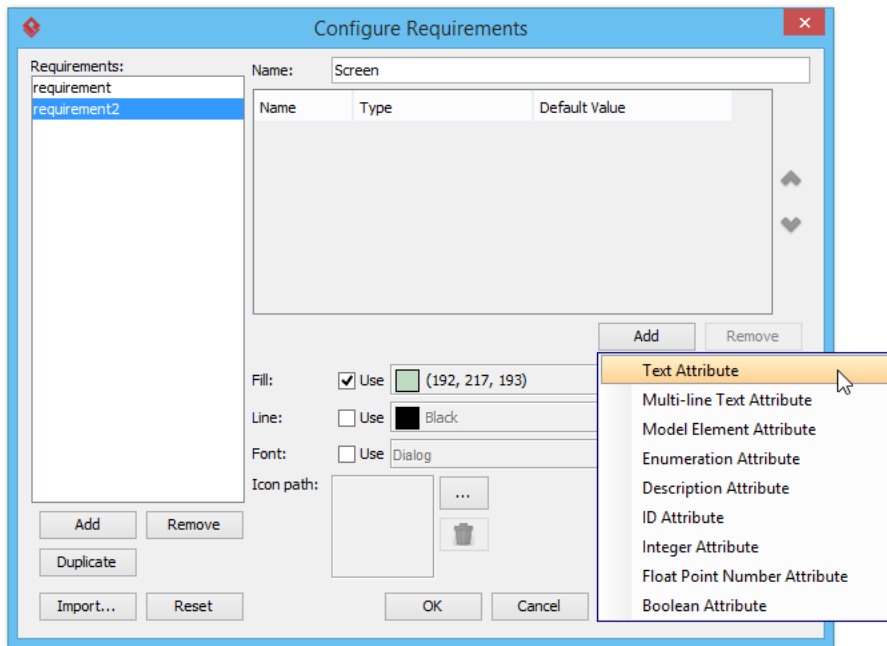 Configure Requirements
Requirements:
requirement
requirement2
Name: Screen
Name Type Default Value
Add Remove
Text Attribute
Multi-line Text Attribute
Model Element Attribute
Enumeration Attribute
Description Attribute
ID Attribute
Integer Attribute
Float Point Number Attribute
Boolean Attribute
Fill: Use (192, 217, 193)
Line: Use Black
Font: Use Dialog
Icon path: ...
Add Remove
Duplicate
Import... Reset
OK Cancel